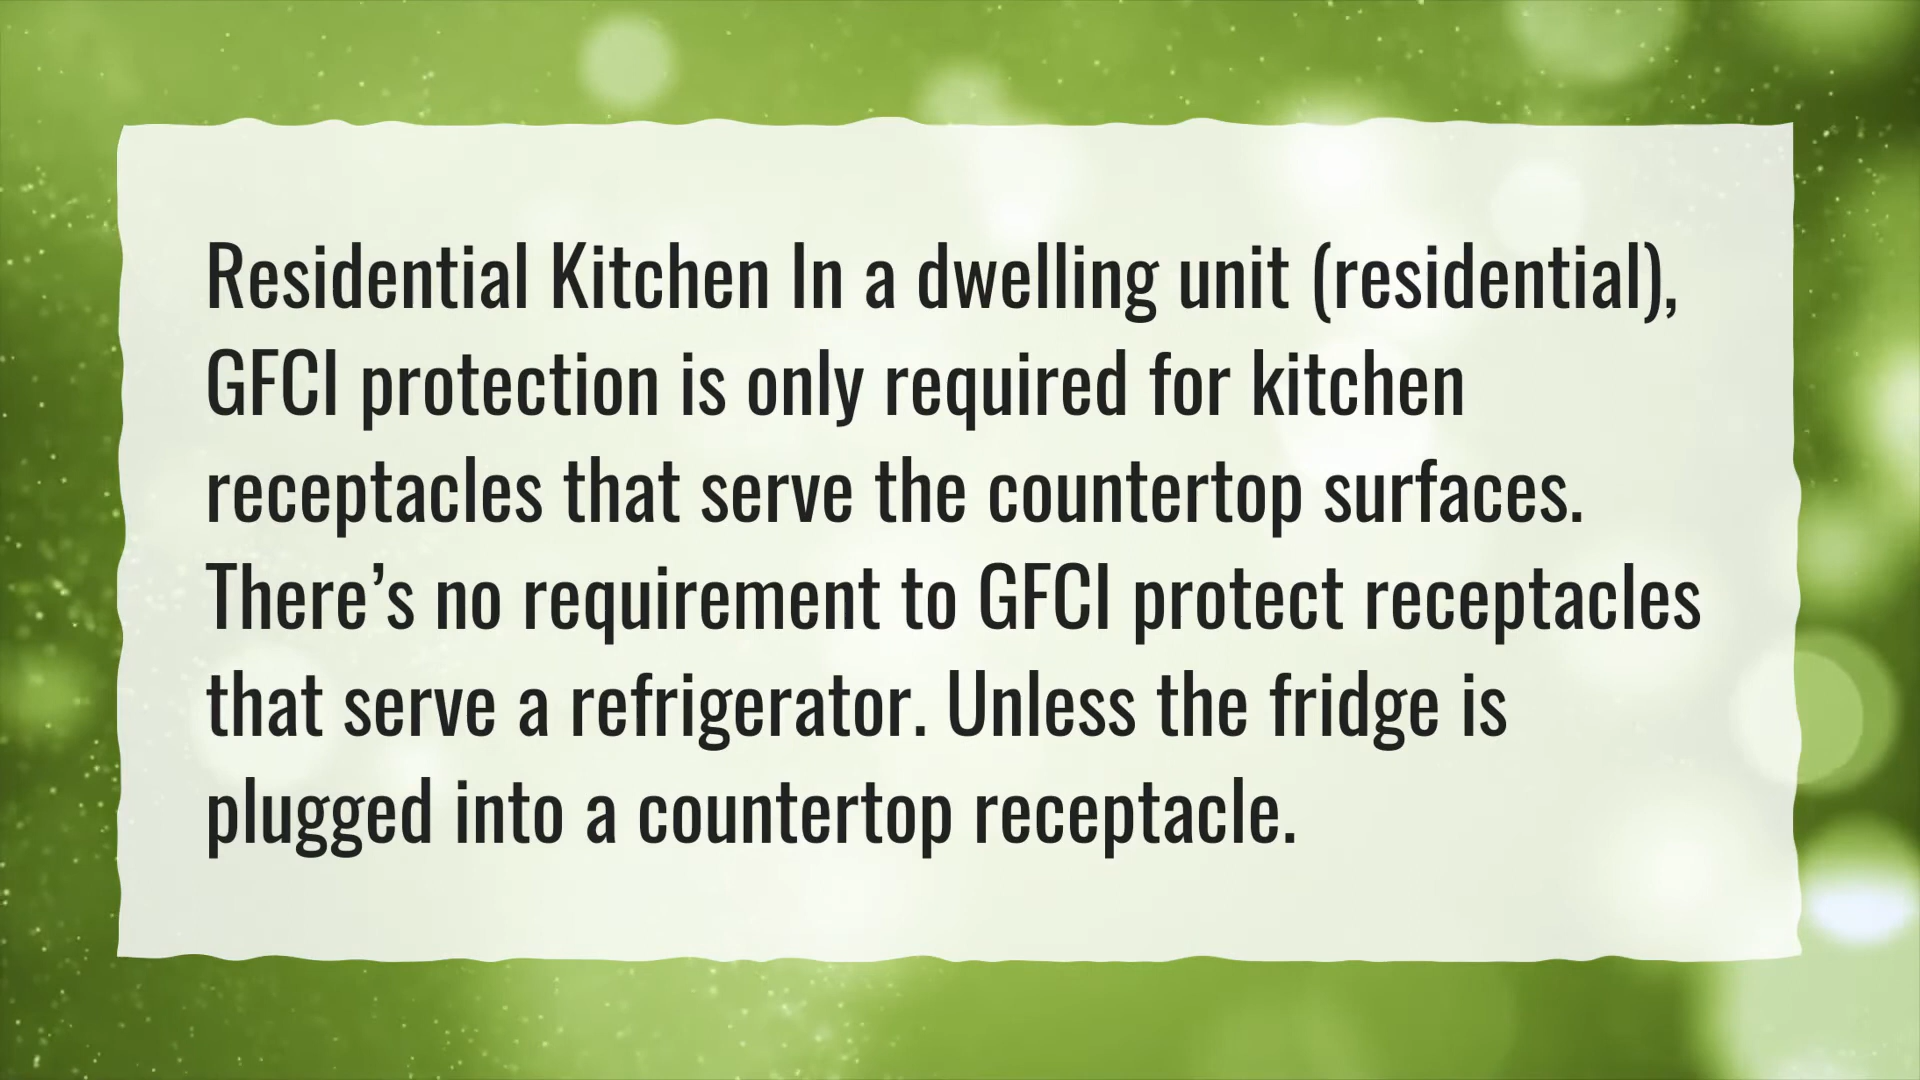 Residential Kitchen In a dwelling unit (residential),
GFCI protection is only required for kitchen
receptacles that serve the countertop surfaces.
There’s no requirement to GFCI protect receptacles
that serve a refrigerator. Unless the fridge is
plugged into a countertop receptacle.